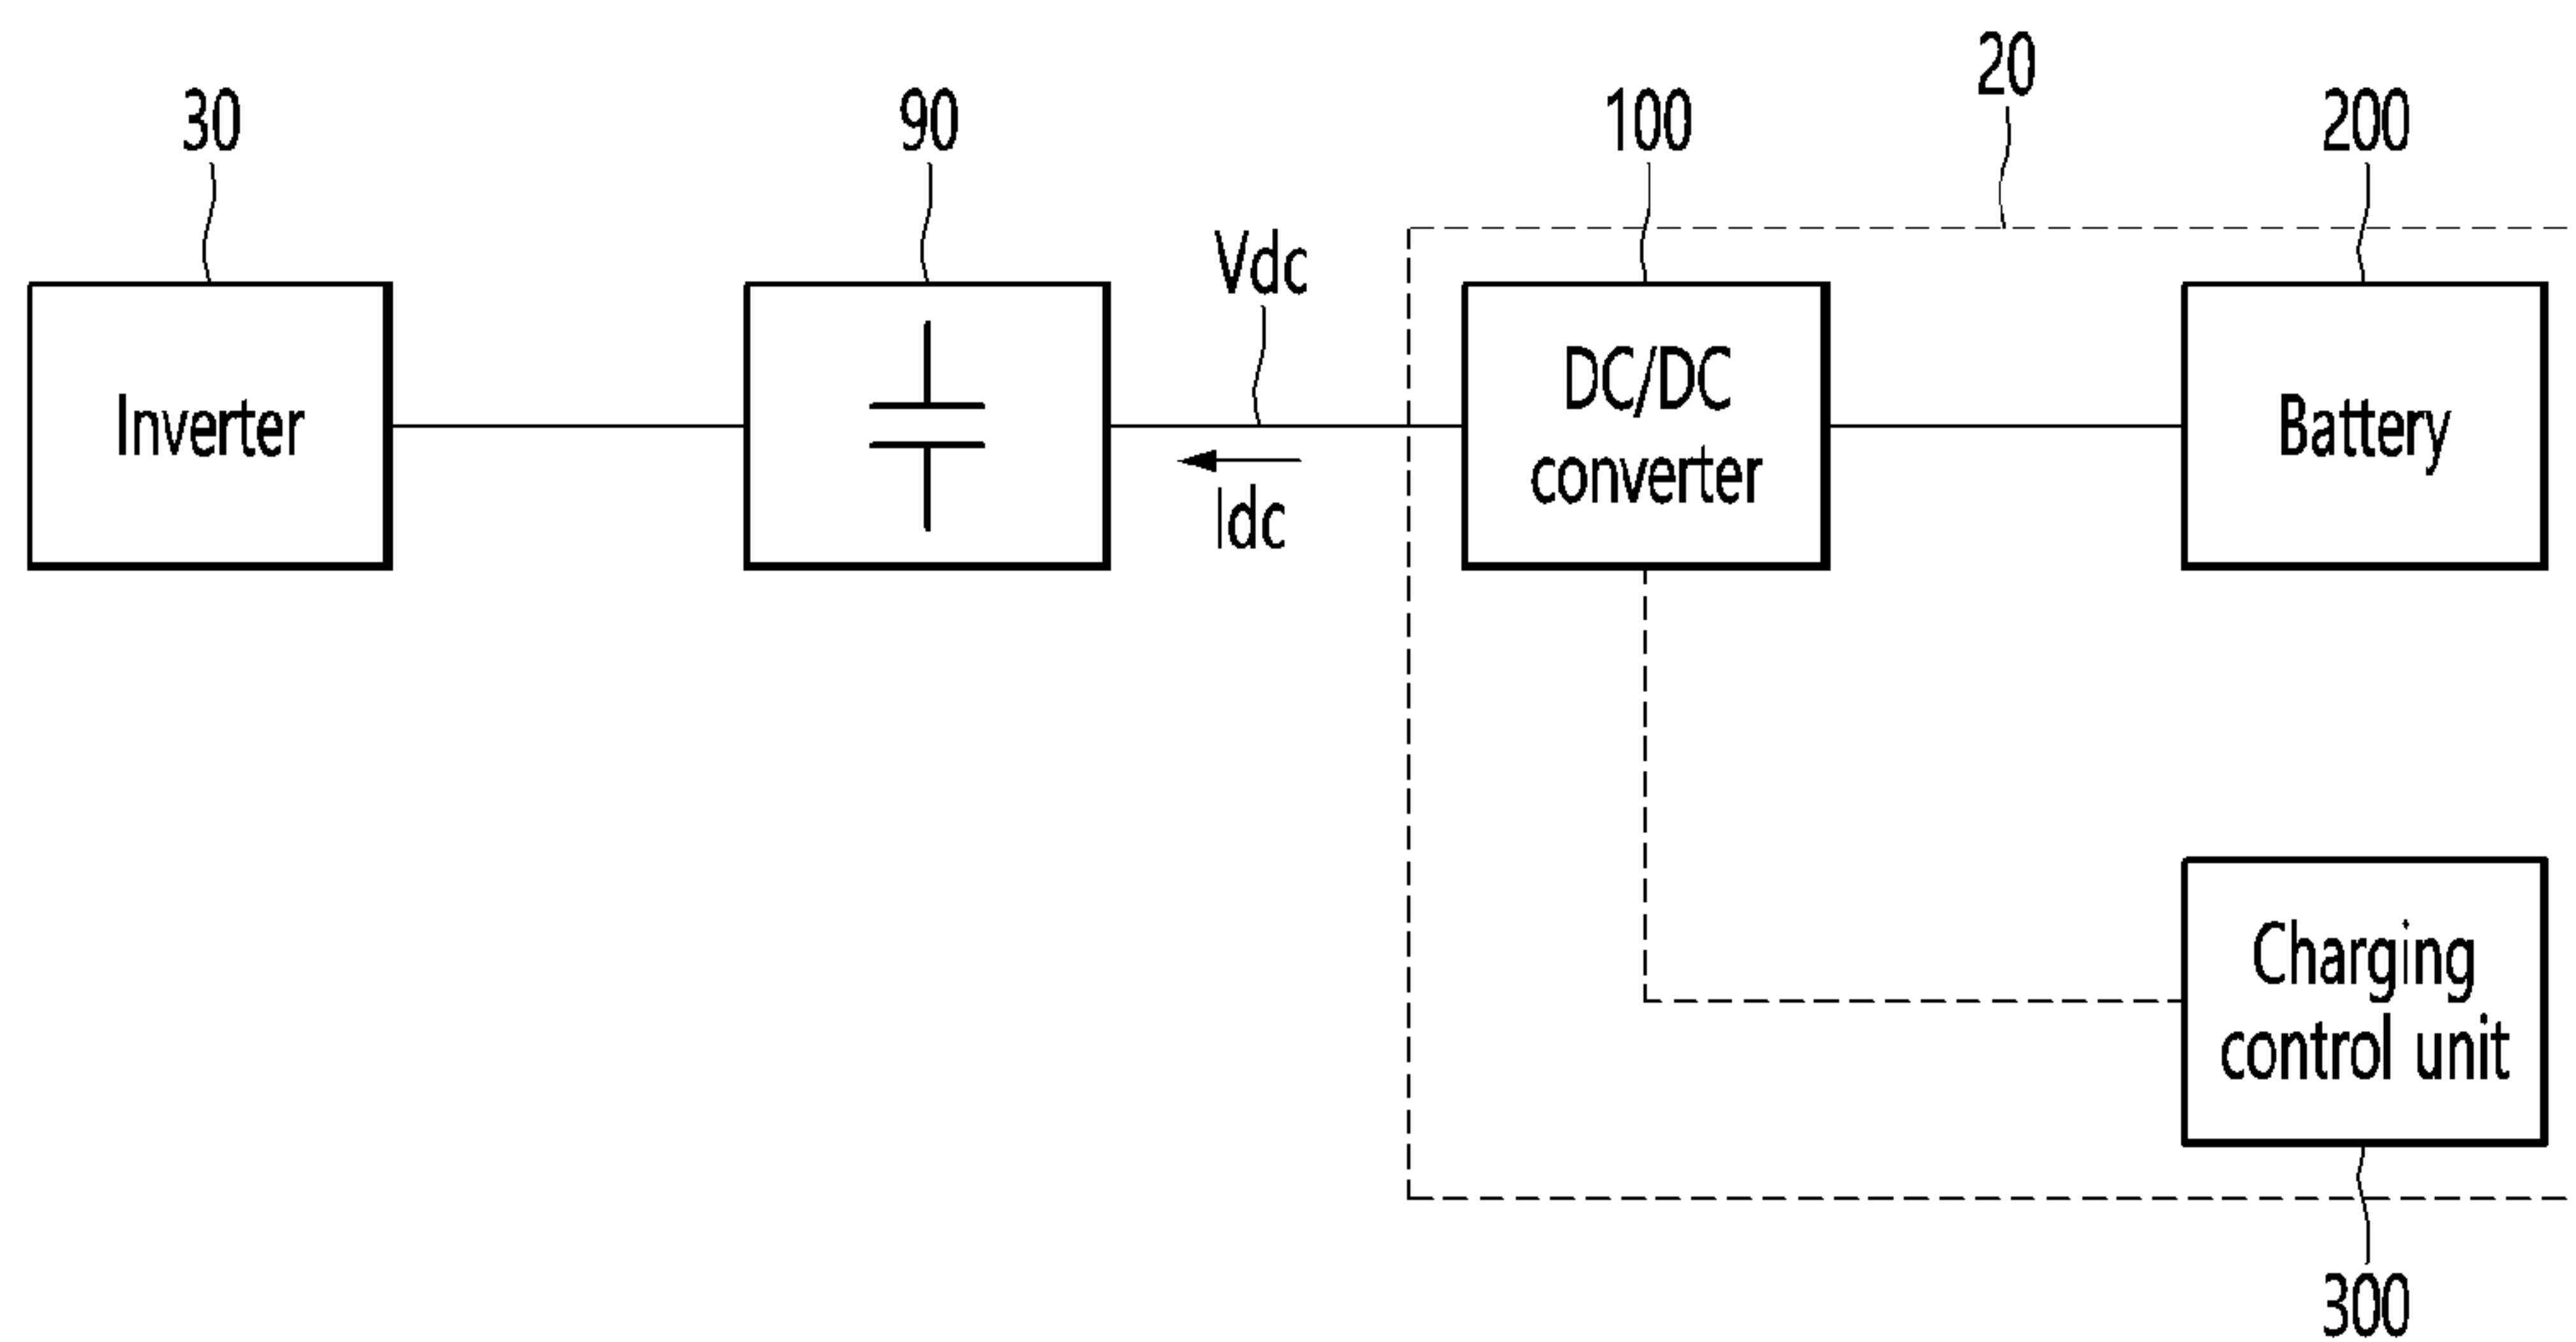 20
30
90
100
200
Vdc
Inverter
DC/DC
converter
Battery
Idc
Charging
control unit
300